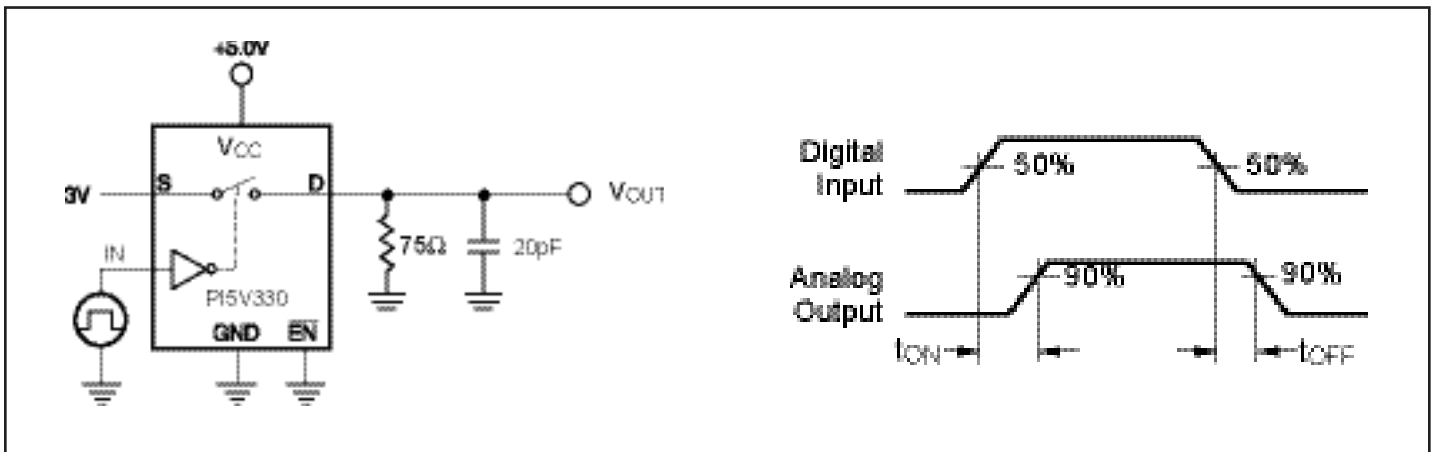 +5.0V
VCC
S
D
3V
VOUT
75Ω
20pF
IN
PI5V330
GND
EN
Digital
Input
50%
50%
Analog
Output
90%
90%
tON
tOFF